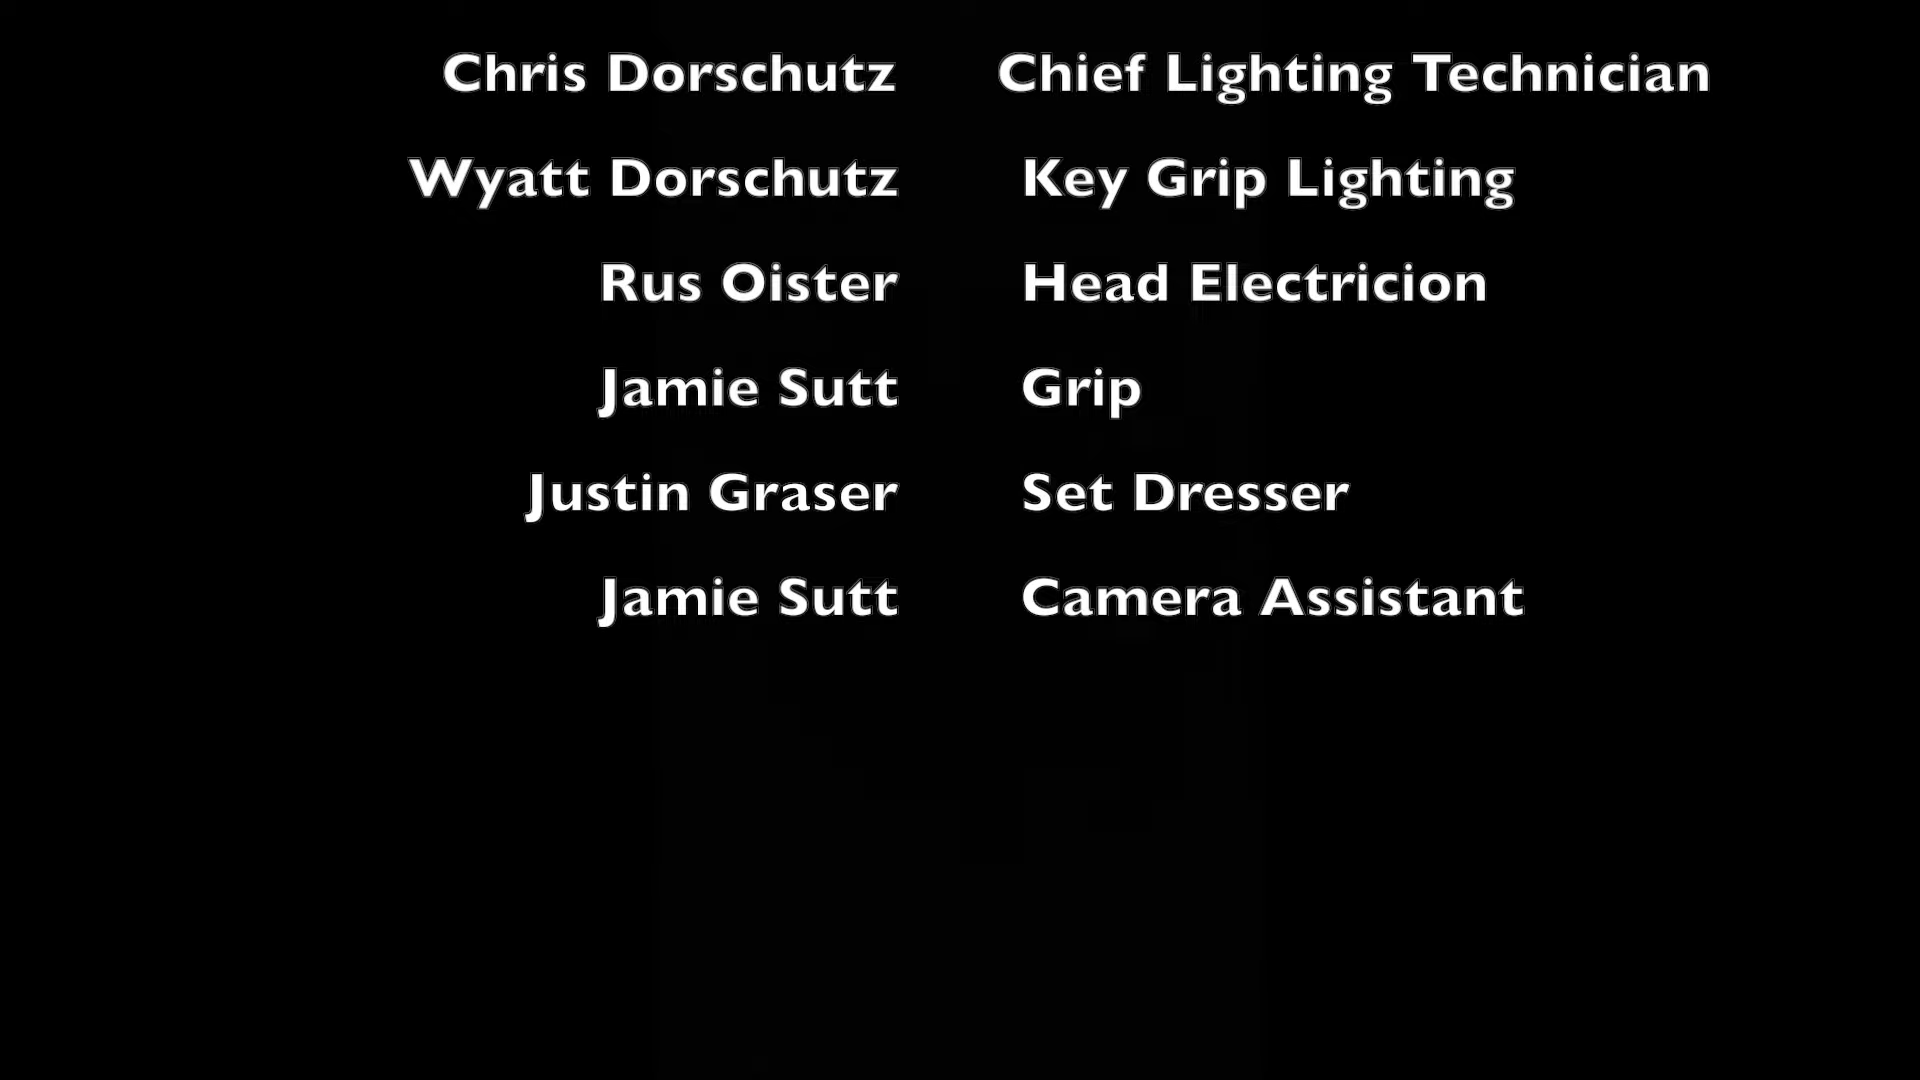 Chris Dorschutz Chief Lighting Technician
Wyatt Dorschutz Key Grip Lighting
Rus Oister Head Electricion
Jamie Sutt Grip
Justin Graser Set Dresser
Jamie Sutt Camera Assistant